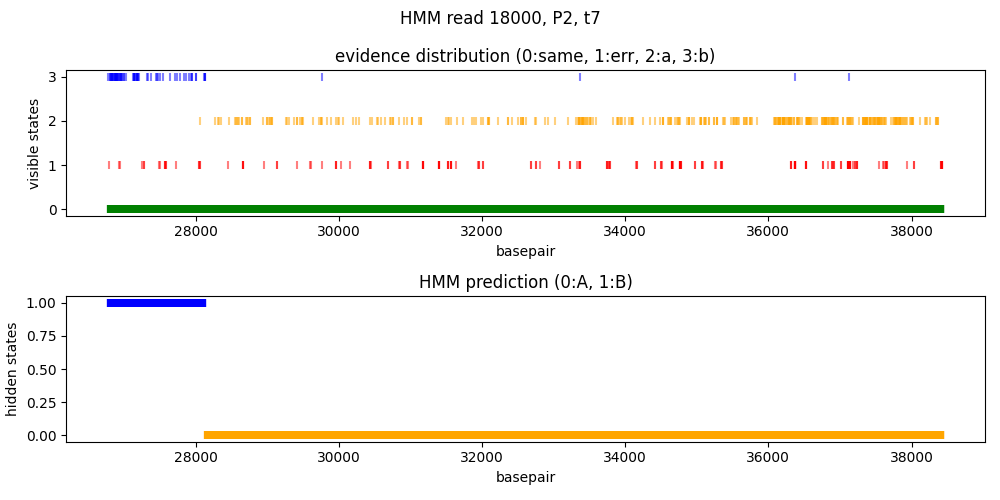 HMM read 18000, P2, t7
evidence distribution (0:same, 1:err, 2:a, 3:b)
visible states
3
2
1
0
28000 30000 32000 34000 36000 38000
basepair
HMM prediction (0:A, 1:B)
hidden states
1.00
0.75
0.50
0.25
0.00
28000 30000 32000 34000 36000 38000
basepair